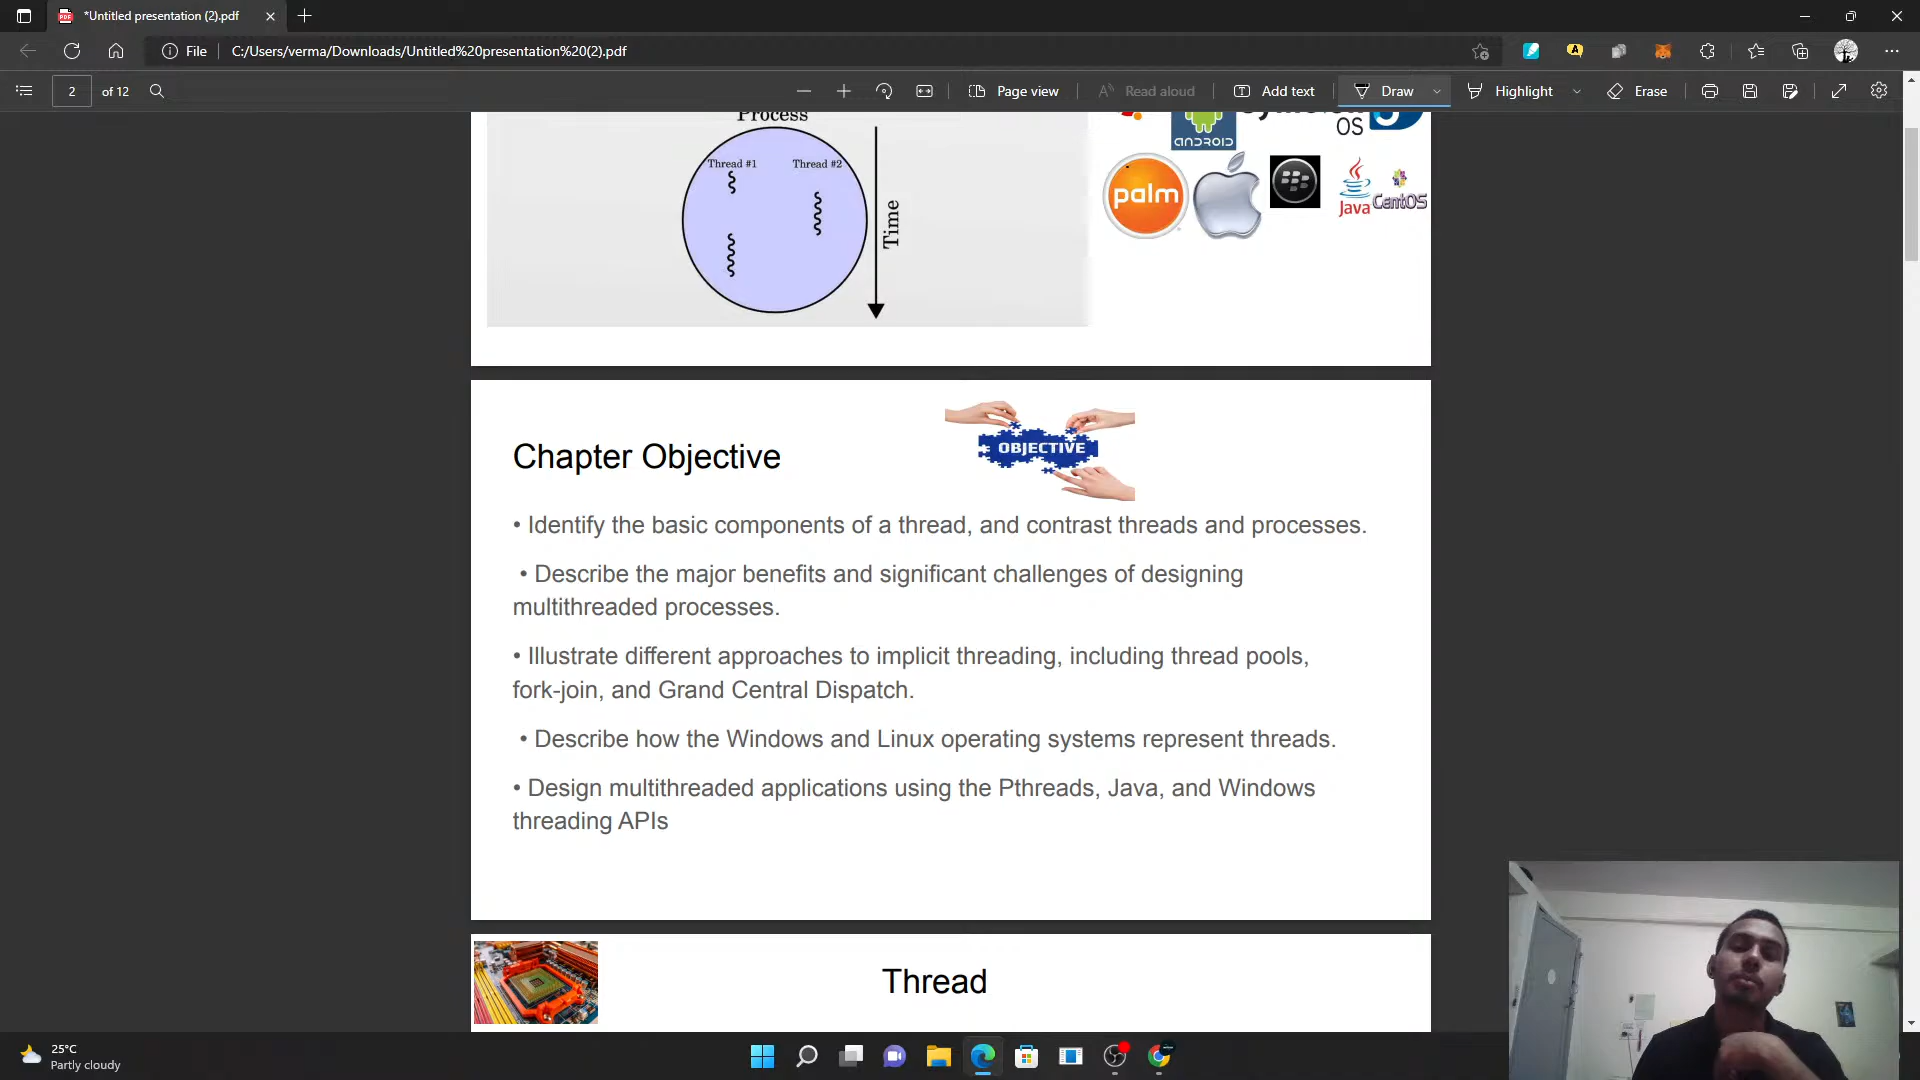 *Untitled presentation (2).pdf
File
C:/Users/verma/Downloads/Untitled%20presentation%20(2).pdf
2 of 12
Page view
Read aloud
Add text
Draw
Highlight
Erase
Process
Thread #1
Thread #2
Time
OS
ANDROID
palm
Java
CentOS
Chapter Objective
OBJECTIVE
• Identify the basic components of a thread, and contrast threads and processes.
• Describe the major benefits and significant challenges of designing
multithreaded processes.
• Illustrate different approaches to implicit threading, including thread pools,
fork-join, and Grand Central Dispatch.
• Describe how the Windows and Linux operating systems represent threads.
• Design multithreaded applications using the Pthreads, Java, and Windows
threading APIs
Thread
25°C
Partly cloudy